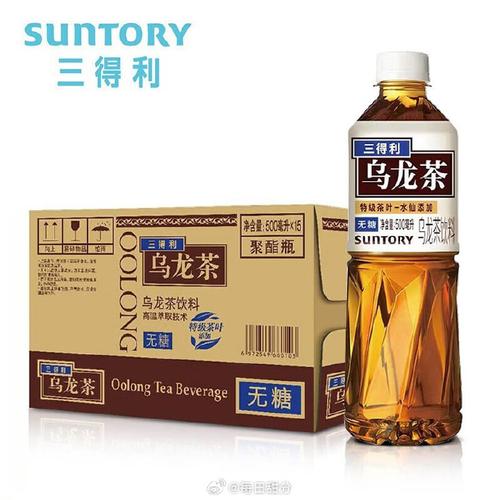 SUNTORY
三得利
三得利
乌龙茶
特级茶叶-水仙添加
无糖 净含量:500毫升 乌龙茶饮料
SUNTORY
净含量:500毫升×15
聚酯瓶
向上 易碎物品 怕雨
OOLONG
三得利
乌龙茶
乌龙茶饮料
高温萃取技术
无糖
特级茶叶
添加
6972549660103
三得利
乌龙茶
Oolong Tea Beverage
无糖
@每日甜分